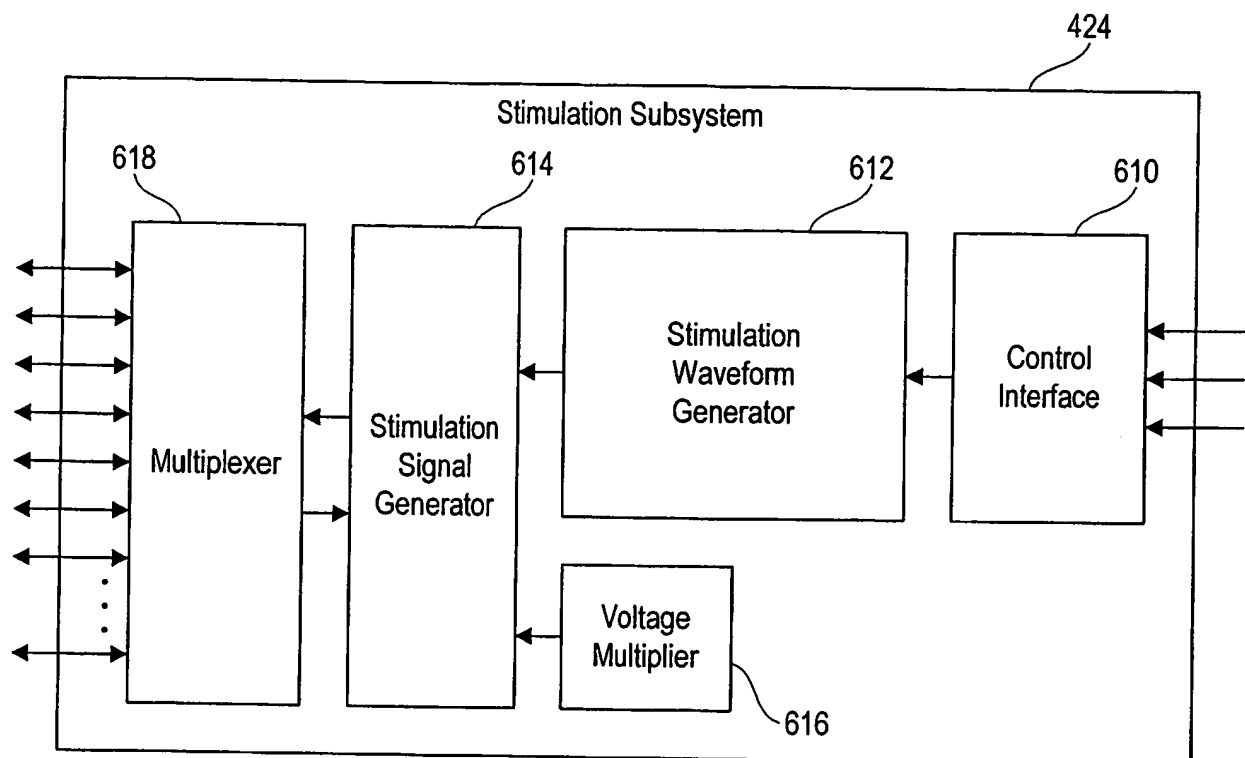 424
Stimulation Subsystem
618
614
612
610
Multiplexer
Stimulation
Signal
Generator
Stimulation
Waveform
Generator
Control
Interface
Voltage
Multiplier
616